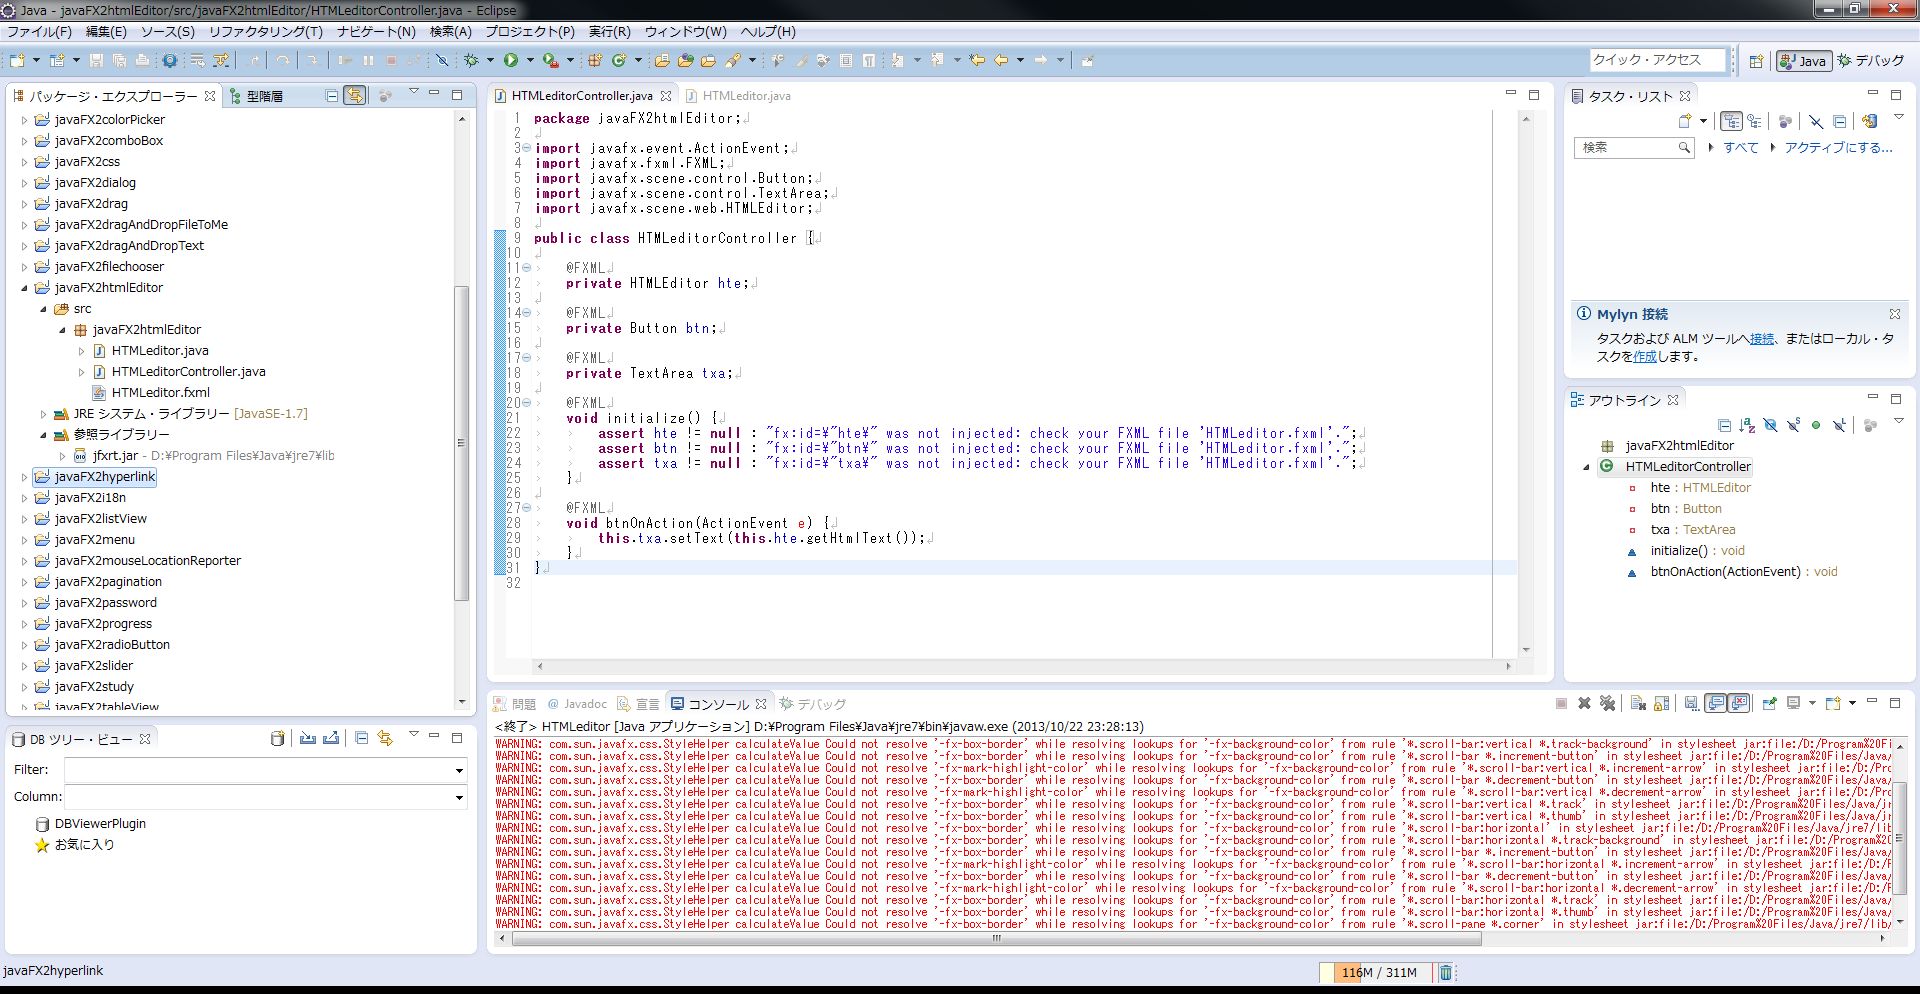 Java - javaFX2htmlEditor/src/javaFX2htmlEditor/HTMLeditorController.java - Eclipse
ファイル(F) 編集(E) ソース(S) リファクタリング(T) ナビゲート(N) 検索(A) プロジェクト(P) 実行(R) ウィンドウ(W) ヘルプ(H)
クイック・アクセス
Java
デバッグ
パッケージ・エクスプローラー
型階層
javaFX2colorPicker
javaFX2comboBox
javaFX2css
javaFX2dialog
javaFX2drag
javaFX2dragAndDropFileToMe
javaFX2dragAndDropText
javaFX2filechooser
javaFX2htmlEditor
src
javaFX2htmlEditor
HTMLeditor.java
HTMLeditorController.java
HTMLeditor.fxml
JRE システム・ライブラリー [JavaSE-1.7]
参照ライブラリー
jfxrt.jar - D:¥Program Files¥Java¥jre7¥lib
javaFX2hyperlink
javaFX2i18n
javaFX2listView
javaFX2menu
javaFX2mouseLocationReporter
javaFX2pagination
javaFX2password
javaFX2progress
javaFX2radioButton
javaFX2slider
javaFX2study
javaFX2tableView
DB ツリー・ビュー
Filter:
Column:
DBViewerPlugin
お気に入り
HTMLeditorController.java
HTMLeditor.java
1 package javaFX2htmlEditor;
2
3 import javafx.event.ActionEvent;
4 import javafx.fxml.FXML;
5 import javafx.scene.control.Button;
6 import javafx.scene.control.TextArea;
7 import javafx.scene.web.HTMLEditor;
8
9 public class HTMLeditorController {
10
11 @FXML
12 private HTMLEditor hte;
13
14 @FXML
15 private Button btn;
16
17 @FXML
18 private TextArea txa;
19
20 @FXML
21 void initialize() {
22 assert hte != null : "fx:id=¥"hte¥" was not injected: check your FXML file 'HTMLeditor.fxml'.";
23 assert btn != null : "fx:id=¥"btn¥" was not injected: check your FXML file 'HTMLeditor.fxml'.";
24 assert txa != null : "fx:id=¥"txa¥" was not injected: check your FXML file 'HTMLeditor.fxml'.";
25 }
26
27 @FXML
28 void btnOnAction(ActionEvent e) {
29 this.txa.setText(this.hte.getHtmlText());
30 }
31 }
32
問題
@ Javadoc
宣言
コンソール
デバッグ
<終了> HTMLeditor [Java アプリケーション] D:¥Program Files¥Java¥jre7¥bin¥javaw.exe (2013/10/22 23:28:13)
WARNING: com.sun.javafx.css.StyleHelper calculateValue Could not resolve '-fx-box-border' while resolving lookups for '-fx-background-color' from rule '*.scroll-bar:vertical *.track-background' in stylesheet jar:file:/D:/Program%20Fi
WARNING: com.sun.javafx.css.StyleHelper calculateValue Could not resolve '-fx-box-border' while resolving lookups for '-fx-background-color' from rule '*.scroll-bar *.increment-button' in stylesheet jar:file:/D:/Program%20Files/Java/
WARNING: com.sun.javafx.css.StyleHelper calculateValue Could not resolve '-fx-mark-highlight-color' while resolving lookups for '-fx-background-color' from rule '*.scroll-bar:vertical *.increment-arrow' in stylesheet jar:file:/D:/Pro
WARNING: com.sun.javafx.css.StyleHelper calculateValue Could not resolve '-fx-box-border' while resolving lookups for '-fx-background-color' from rule '*.scroll-bar *.decrement-button' in stylesheet jar:file:/D:/Program%20Files/Java/
WARNING: com.sun.javafx.css.StyleHelper calculateValue Could not resolve '-fx-mark-highlight-color' while resolving lookups for '-fx-background-color' from rule '*.scroll-bar:vertical *.decrement-arrow' in stylesheet jar:file:/D:/Pro
WARNING: com.sun.javafx.css.StyleHelper calculateValue Could not resolve '-fx-box-border' while resolving lookups for '-fx-background-color' from rule '*.scroll-bar:vertical *.track' in stylesheet jar:file:/D:/Program%20Files/Java/jr
WARNING: com.sun.javafx.css.StyleHelper calculateValue Could not resolve '-fx-box-border' while resolving lookups for '-fx-background-color' from rule '*.scroll-bar:vertical *.thumb' in stylesheet jar:file:/D:/Program%20Files/Java/jr
WARNING: com.sun.javafx.css.StyleHelper calculateValue Could not resolve '-fx-box-border' while resolving lookups for '-fx-background-color' from rule '*.scroll-bar:horizontal' in stylesheet jar:file:/D:/Program%20Files/Java/jre7/lib
WARNING: com.sun.javafx.css.StyleHelper calculateValue Could not resolve '-fx-box-border' while resolving lookups for '-fx-background-color' from rule '*.scroll-bar:horizontal *.track-background' in stylesheet jar:file:/D:/Program%20
WARNING: com.sun.javafx.css.StyleHelper calculateValue Could not resolve '-fx-box-border' while resolving lookups for '-fx-background-color' from rule '*.scroll-bar *.increment-button' in stylesheet jar:file:/D:/Program%20Files/Java/
WARNING: com.sun.javafx.css.StyleHelper calculateValue Could not resolve '-fx-mark-highlight-color' while resolving lookups for '-fx-background-color' from rule '*.scroll-bar:horizontal *.increment-arrow' in stylesheet jar:file:/D:/P
WARNING: com.sun.javafx.css.StyleHelper calculateValue Could not resolve '-fx-box-border' while resolving lookups for '-fx-background-color' from rule '*.scroll-bar *.decrement-button' in stylesheet jar:file:/D:/Program%20Files/Java/
WARNING: com.sun.javafx.css.StyleHelper calculateValue Could not resolve '-fx-mark-highlight-color' while resolving lookups for '-fx-background-color' from rule '*.scroll-bar:horizontal *.decrement-arrow' in stylesheet jar:file:/D:/P
WARNING: com.sun.javafx.css.StyleHelper calculateValue Could not resolve '-fx-box-border' while resolving lookups for '-fx-background-color' from rule '*.scroll-bar:horizontal *.track' in stylesheet jar:file:/D:/Program%20Files/Java/
WARNING: com.sun.javafx.css.StyleHelper calculateValue Could not resolve '-fx-box-border' while resolving lookups for '-fx-background-color' from rule '*.scroll-bar:horizontal *.thumb' in stylesheet jar:file:/D:/Program%20Files/Java/
WARNING: com.sun.javafx.css.StyleHelper calculateValue Could not resolve '-fx-box-border' while resolving lookups for '-fx-background-color' from rule '*.scroll-pane *.corner' in stylesheet jar:file:/D:/Program%20Files/Java/jre7/lib/
タスク・リスト
検索
すべて
アクティブにする...
Mylyn 接続
タスクおよび ALM ツールへ接続、またはローカル・タ
スクを作成します。
アウトライン
javaFX2htmlEditor
HTMLeditorController
hte : HTMLEditor
btn : Button
txa : TextArea
initialize() : void
btnOnAction(ActionEvent) : void
javaFX2hyperlink
116M / 311M